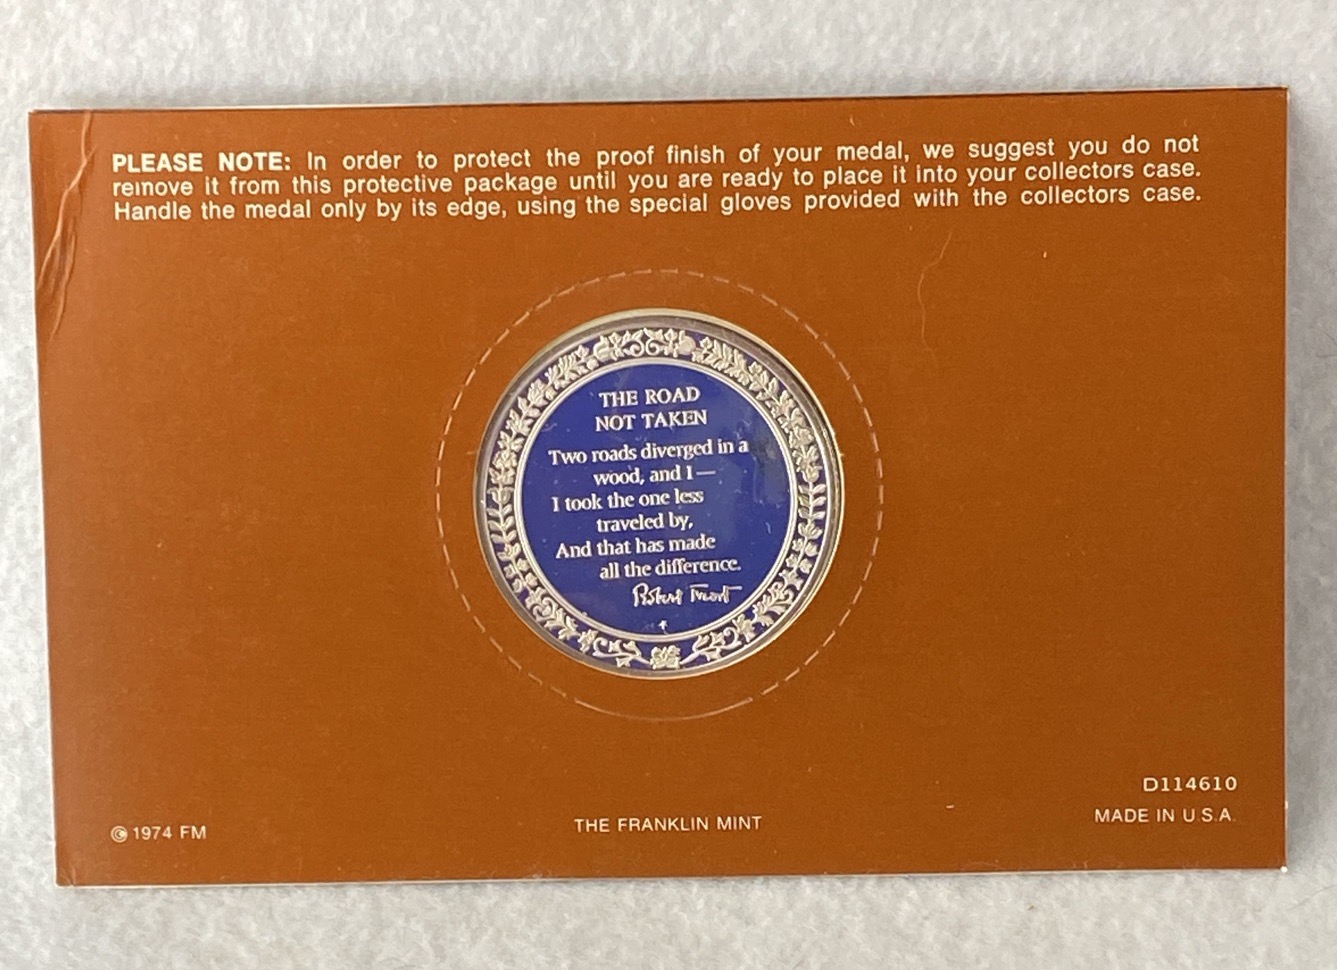 PLEASE NOTE: In order to protect the proof finish of your medal, we suggest you do not
remove it from this protective package until you are ready to place it into your collectors case.
Handle the medal only by its edge, using the special gloves provided with the collectors case.
THE ROAD
NOT TAKEN
Two roads diverged in a
wood, and I—
I took the one less
traveled by,
And that has made
all the difference.
Robert Frost
D114610
© 1974 FM
THE FRANKLIN MINT
MADE IN U.S.A.